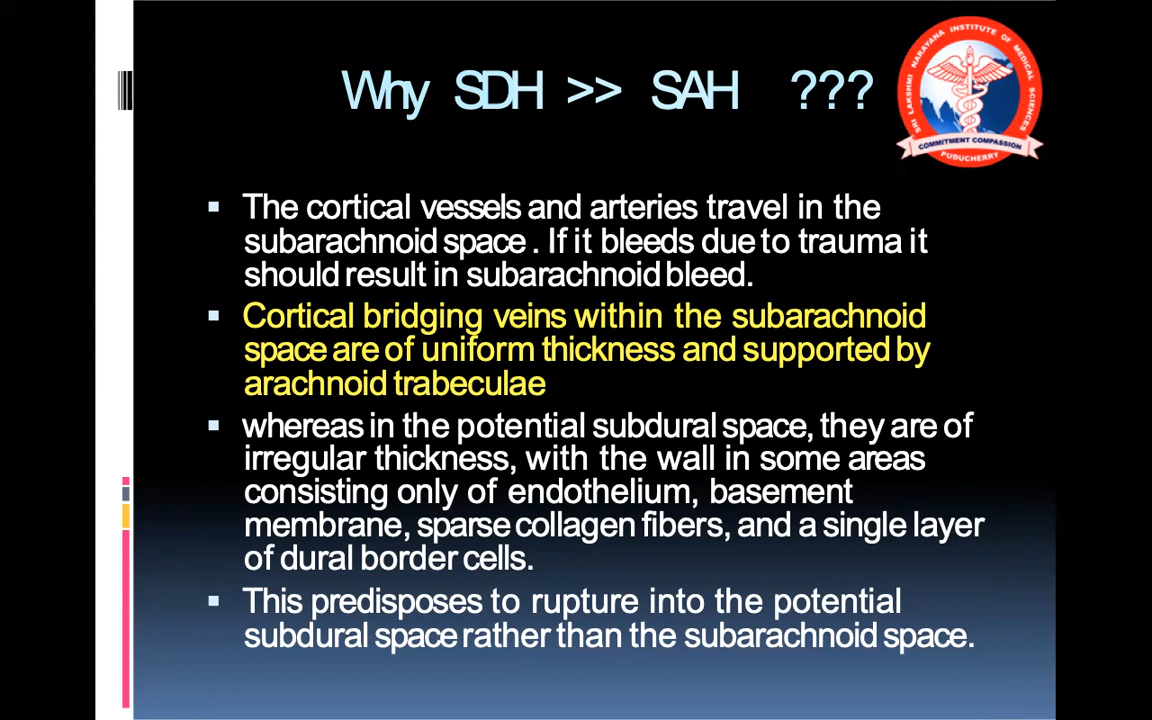 Why SDH >> SAH ???
SRI LAKSHMI NARAYANA INSTITUTE OF MEDICAL SCIENCES
COMMITMENT COMPASSION
PUDUCHERRY
▪ The cortical vessels and arteries travel in the
subarachnoid space . If it bleeds due to trauma it
should result in subarachnoid bleed.
▪ Cortical bridging veins within the subarachnoid
space are of uniform thickness and supported by
arachnoid trabeculae
▪ whereas in the potential subdural space, they are of
irregular thickness, with the wall in some areas
consisting only of endothelium, basement
membrane, sparse collagen fibers, and a single layer
of dural border cells.
▪ This predisposes to rupture into the potential
subdural space rather than the subarachnoid space.